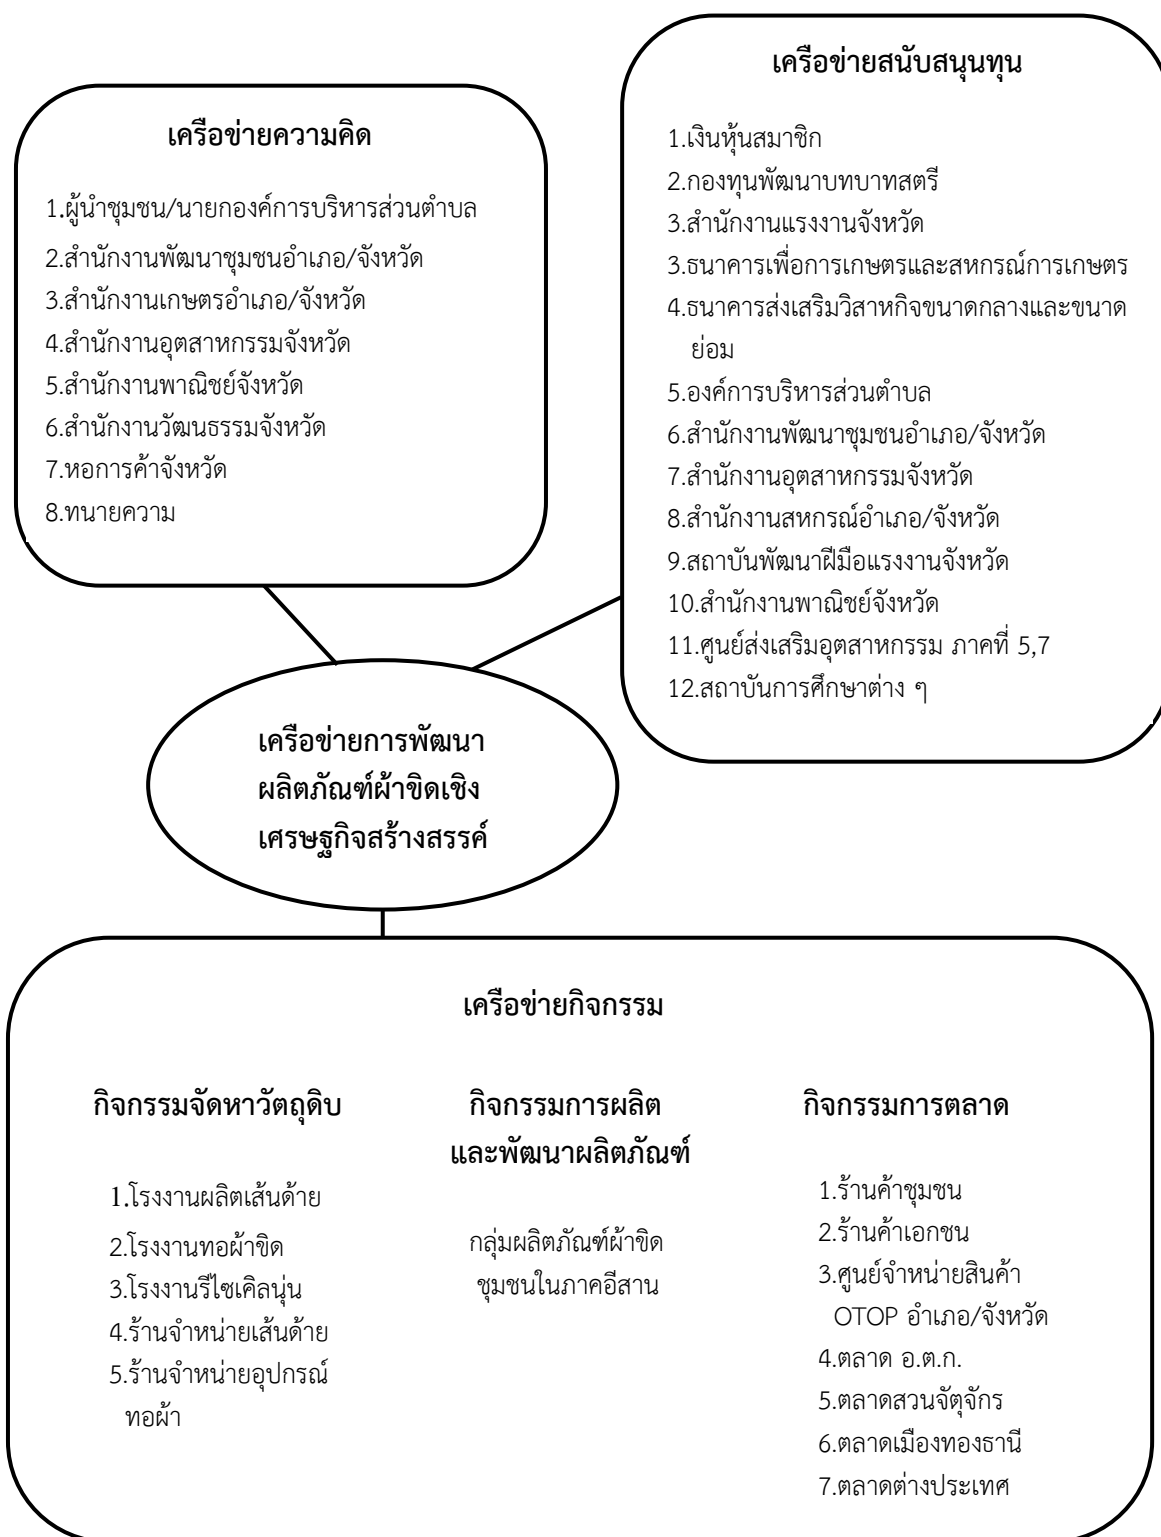 เครือข่ายความคิด
1.ผู้นำชุมชน/นายกองค์การบริหารส่วนตำบล
2.สำนักงานพัฒนาชุมชนอำเภอ/จังหวัด
3.สำนักงานเกษตรอำเภอ/จังหวัด
4.สำนักงานอุตสาหกรรมจังหวัด
5.สำนักงานพาณิชย์จังหวัด
6.สำนักงานวัฒนธรรมจังหวัด
7.หอการค้าจังหวัด
8.ทนายความ
เครือข่ายสนับสนุนทุน
1.เงินหุ้นสมาชิก
2.กองทุนพัฒนาบทบาทสตรี
3.สำนักงานแรงงานจังหวัด
3.ธนาคารเพื่อการเกษตรและสหกรณ์การเกษตร
4.ธนาคารส่งเสริมวิสาหกิจขนาดกลางและขนาด
ย่อม
5.องค์การบริหารส่วนตำบล
6.สำนักงานพัฒนาชุมชนอำเภอ/จังหวัด
7.สำนักงานอุตสาหกรรมจังหวัด
8.สำนักงานสหกรณ์อำเภอ/จังหวัด
9.สถาบันพัฒนาฝีมือแรงงานจังหวัด
10.สำนักงานพาณิชย์จังหวัด
11.ศูนย์ส่งเสริมอุตสาหกรรม ภาคที่ 5,7
12.สถาบันการศึกษาต่าง ๆ
เครือข่ายการพัฒนา
ผลิตภัณฑ์ผ้าขิดเชิง
เศรษฐกิจสร้างสรรค์
เครือข่ายกิจกรรม
กิจกรรมจัดหาวัตถุดิบ
1.โรงงานผลิตเส้นด้าย
2.โรงงานทอผ้าขิด
3.โรงงานรีไซเคิลนุ่น
4.ร้านจำหน่ายเส้นด้าย
5.ร้านจำหน่ายอุปกรณ์
ทอผ้า
กิจกรรมการผลิต
และพัฒนาผลิตภัณฑ์
กลุ่มผลิตภัณฑ์ผ้าขิด
ชุมชนในภาคอีสาน
กิจกรรมการตลาด
1.ร้านค้าชุมชน
2.ร้านค้าเอกชน
3.ศูนย์จำหน่ายสินค้า
OTOP อำเภอ/จังหวัด
4.ตลาด อ.ต.ก.
5.ตลาดสวนจัตุจักร
6.ตลาดเมืองทองธานี
7.ตลาดต่างประเทศ